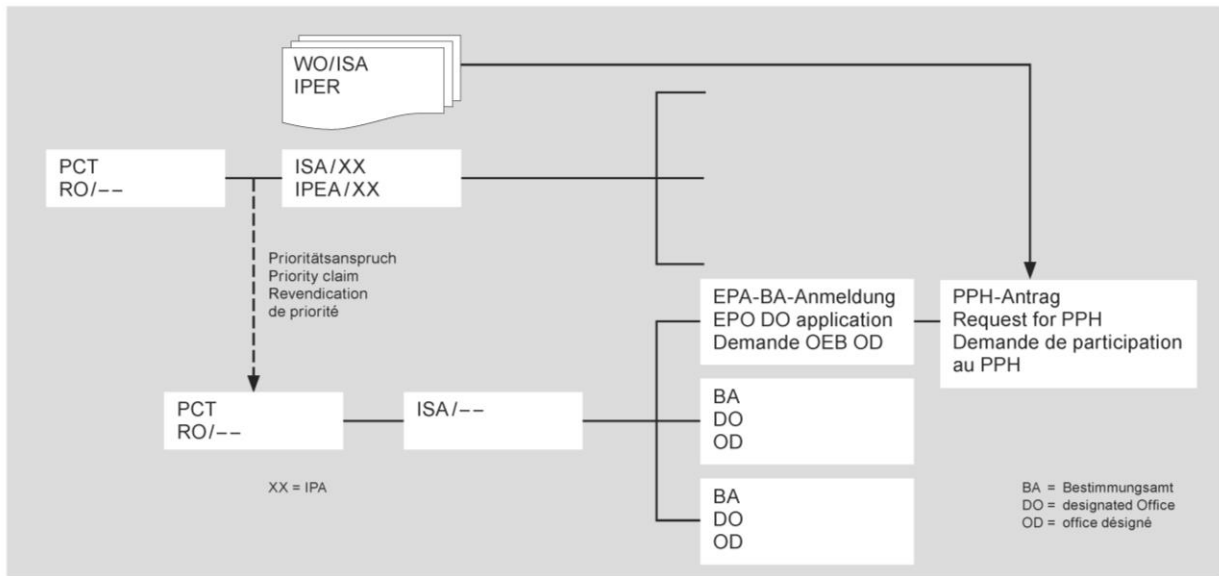 WO/ISA
IPER
PCT
RO/––
ISA/XX
IPEA/XX
Prioritätsanspruch
Priority claim
Revendication
de priorité
EPA-BA-Anmeldung
EPO DO application
Demande OEB OD
PPH-Antrag
Request for PPH
Demande de participation
au PPH
PCT
RO/––
ISA/––
BA
DO
OD
XX = IPA
BA
DO
OD
BA = Bestimmungsamt
DO = designated Office
OD = office désigné